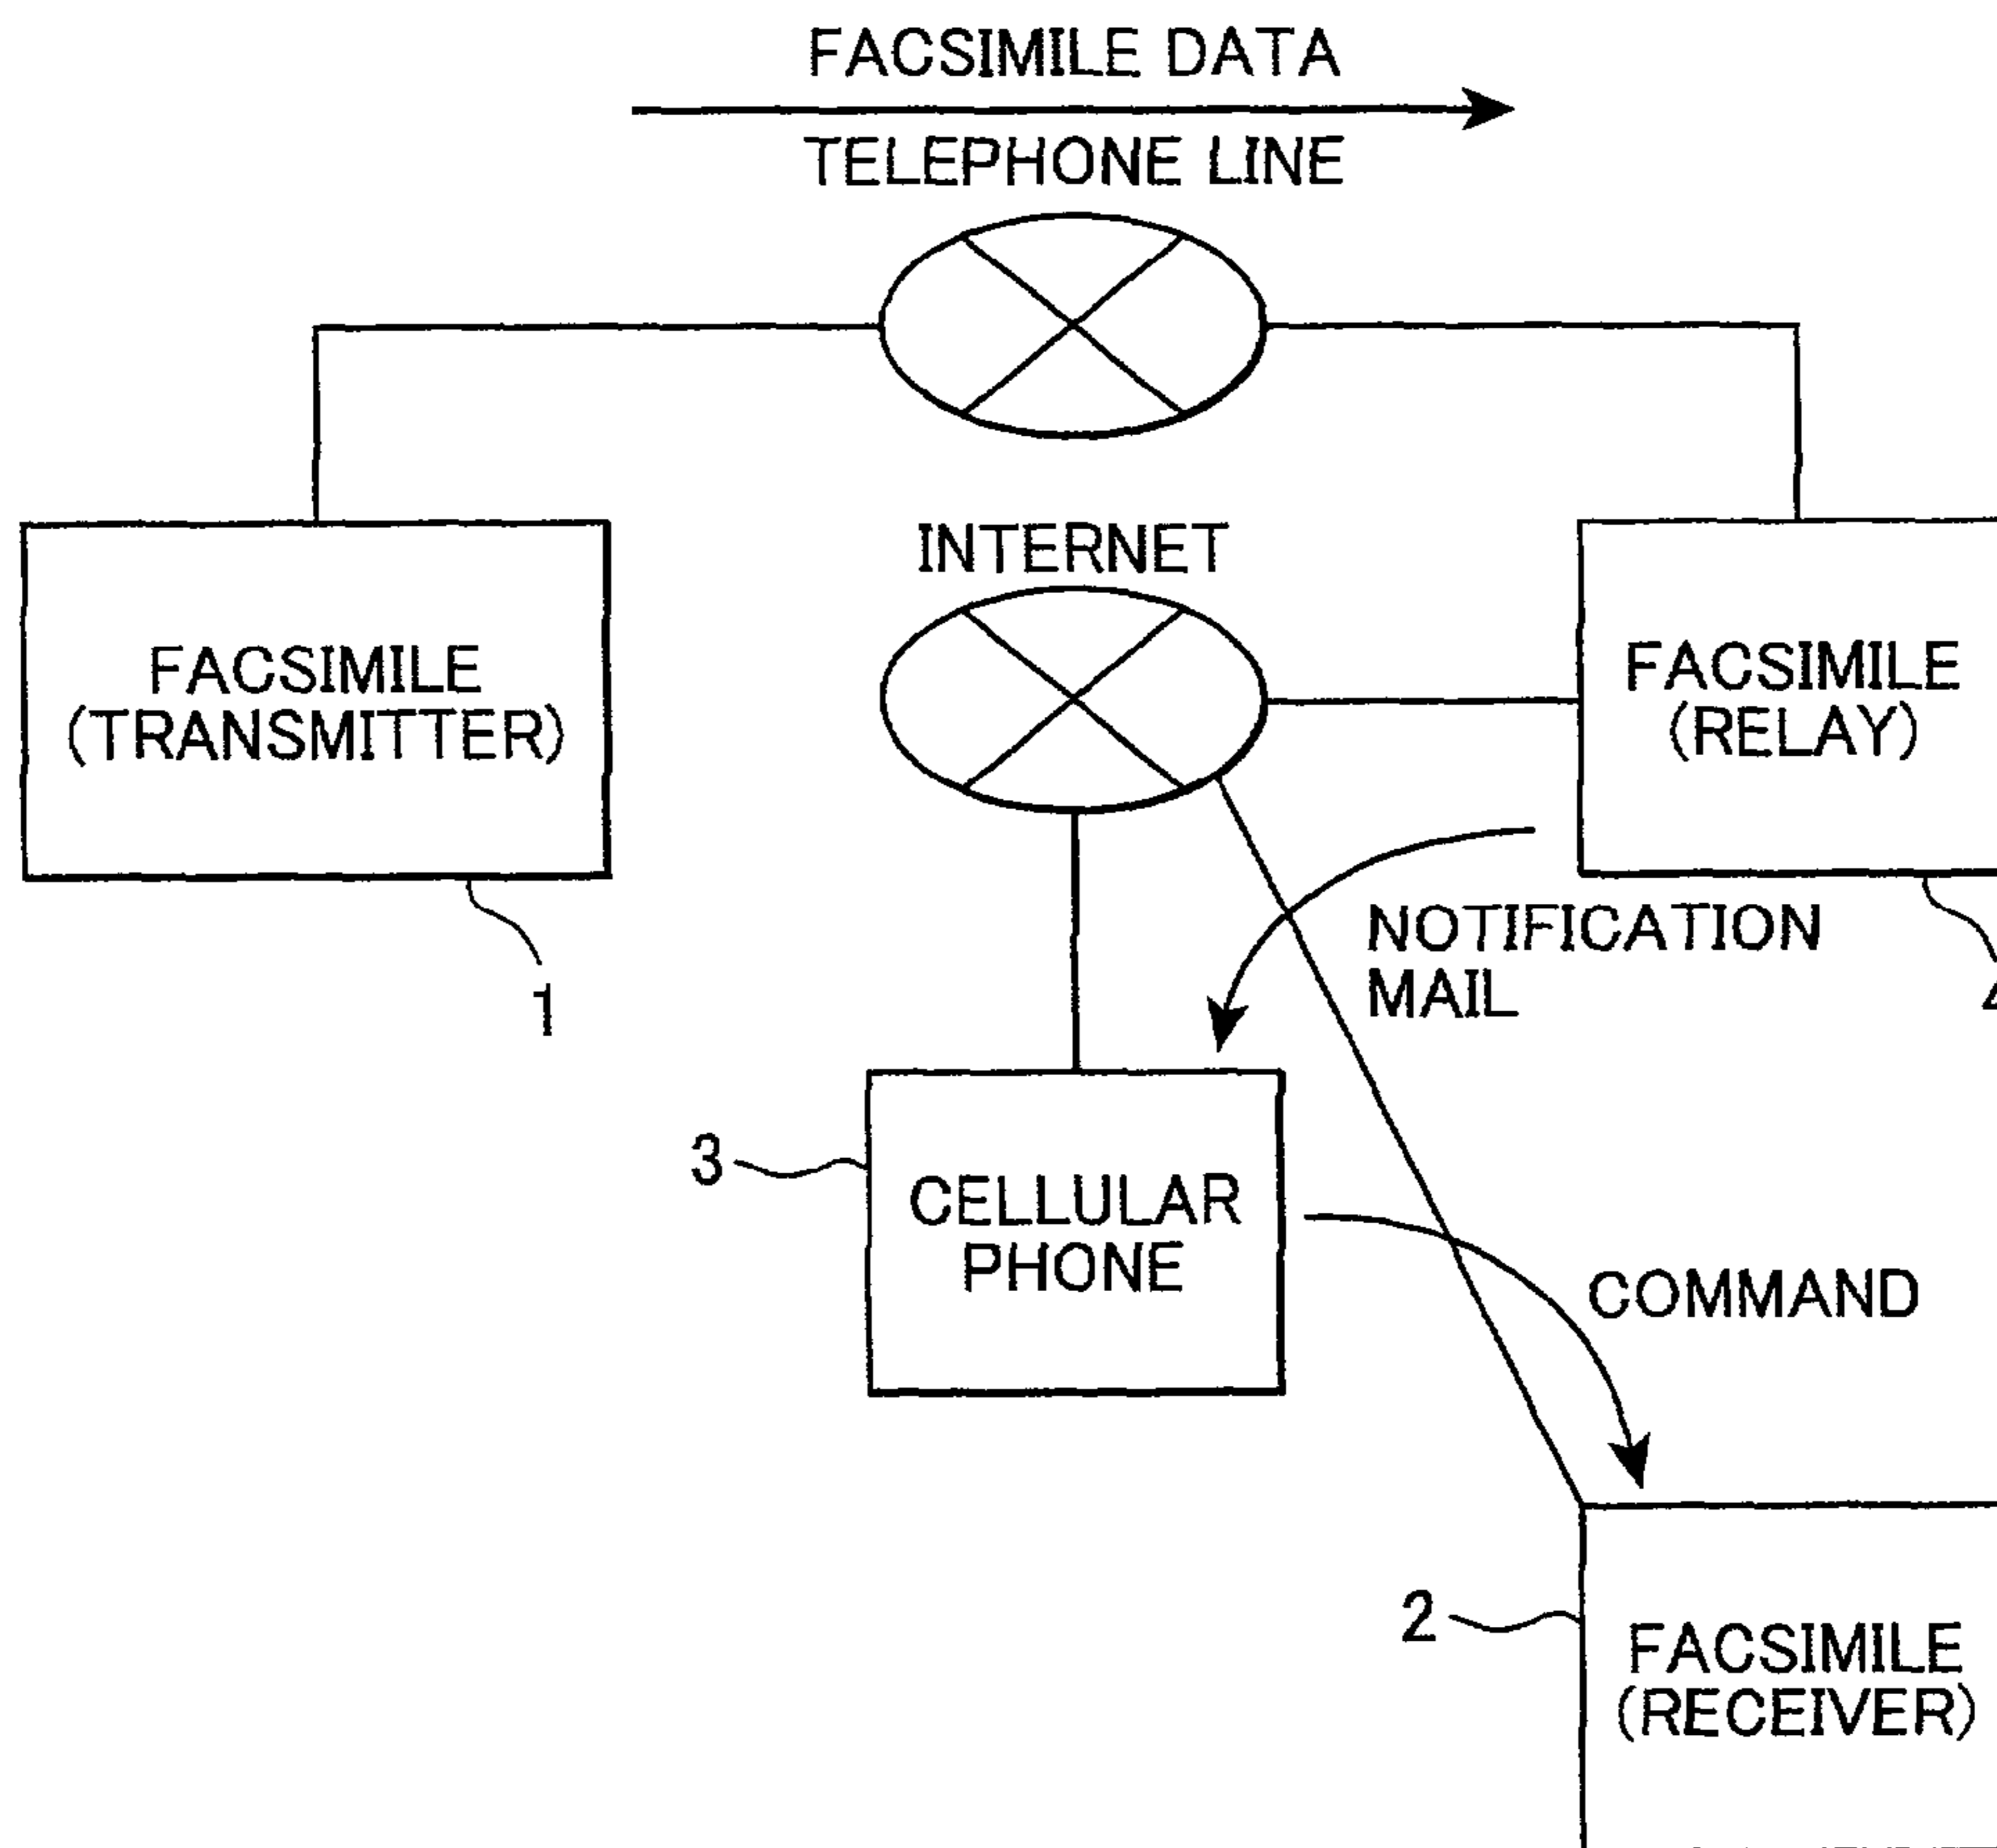 FACSIMILE DATA
TELEPHONE LINE
INTERNET
FACSIMILE
(TRANSMITTER)
FACSIMILE
(RELAY)
1
NOTIFICATION
MAIL
3
CELLULAR
PHONE
COMMAND
2
FACSIMILE
(RECEIVER)